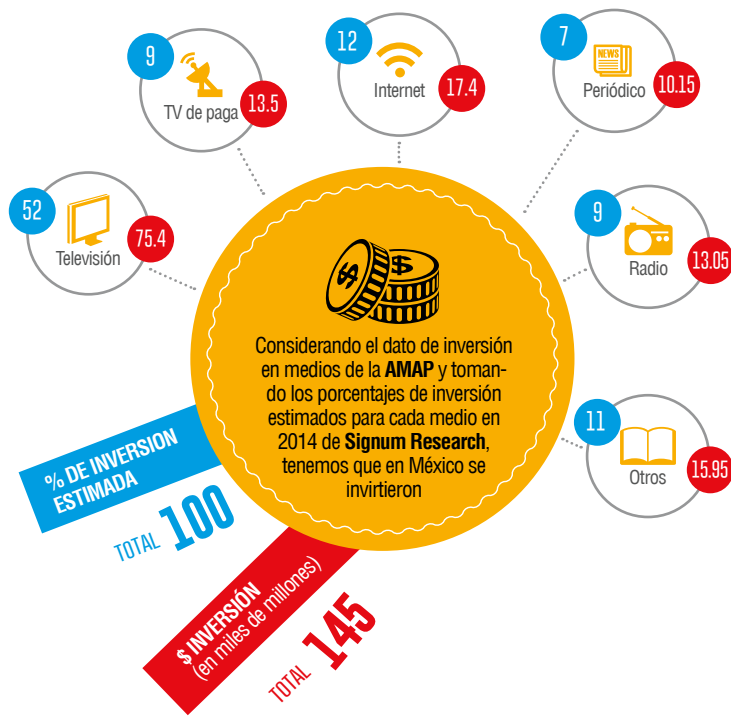 9
TV de paga
13.5
12
Internet
17.4
7
NEWS
Periódico
10.15
52
Televisión
75.4
9
Radio
13.05
11
Otros
15.95
$ $
Considerando el dato de inversión
en medios de la AMAP y toman-
do los porcentajes de inversión
estimados para cada medio en
2014 de Signum Research,
tenemos que en México se
invirtieron
% DE INVERSION
ESTIMADA
TOTAL 100
$ INVERSIÓN
(en miles de millones)
TOTAL 145